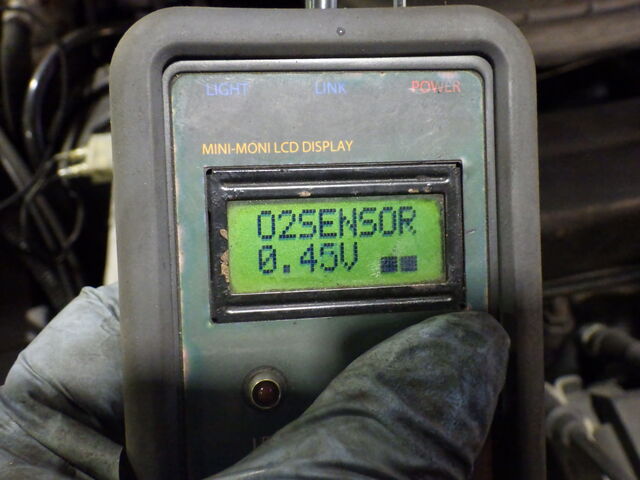 LIGHT LINK POWER
MINI-MONI LCD DISPLAY
O2SENSOR
0.45V